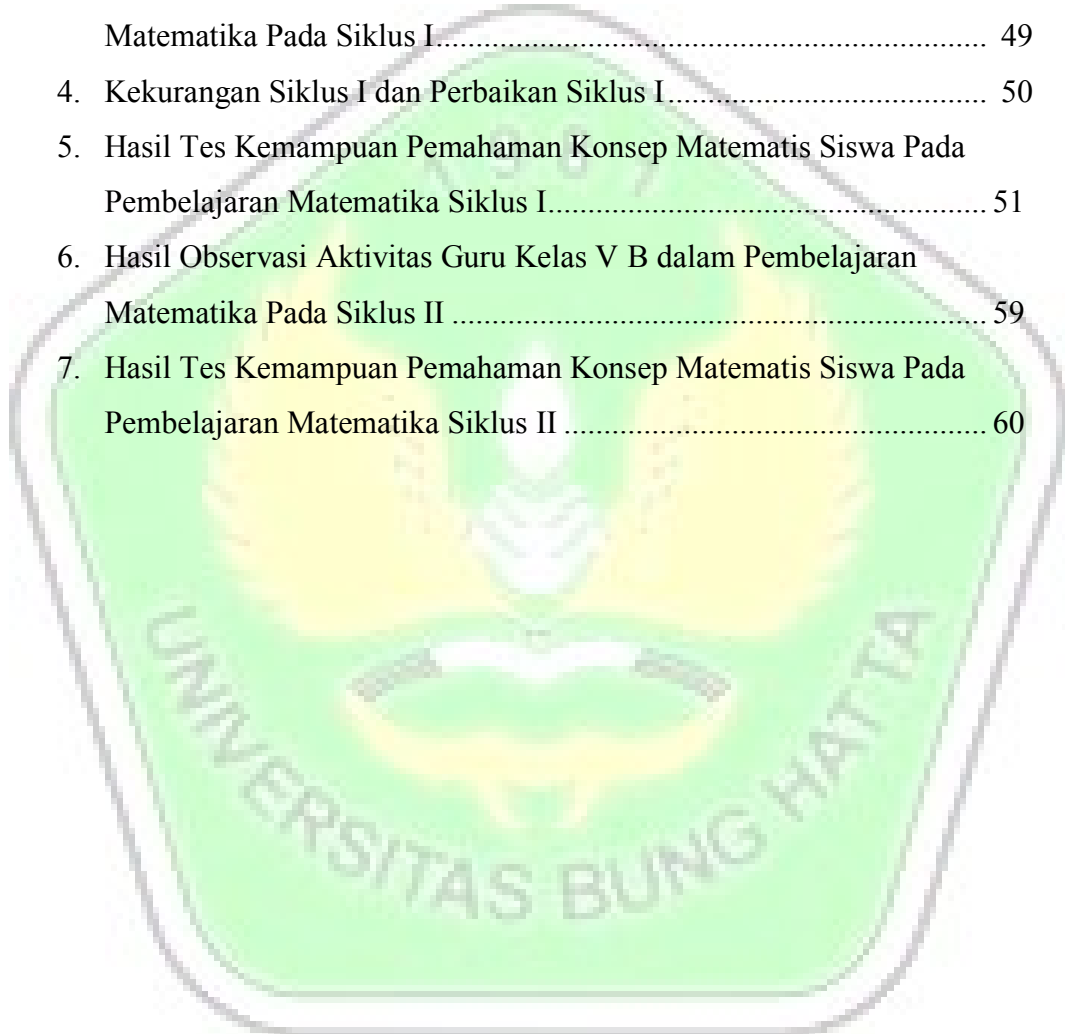 Matematika Pada Siklus I.................................................................... 49
4. Kekurangan Siklus I dan Perbaikan Siklus I....................................... 50
5. Hasil Tes Kemampuan Pemahaman Konsep Matematis Siswa Pada
Pembelajaran Matematika Siklus I...................................................... 51
6. Hasil Observasi Aktivitas Guru Kelas V B dalam Pembelajaran
Matematika Pada Siklus II .................................................................. 59
7. Hasil Tes Kemampuan Pemahaman Konsep Matematis Siswa Pada
Pembelajaran Matematika Siklus II .................................................... 60
1981
UNIVERSITAS BUNG HATTA